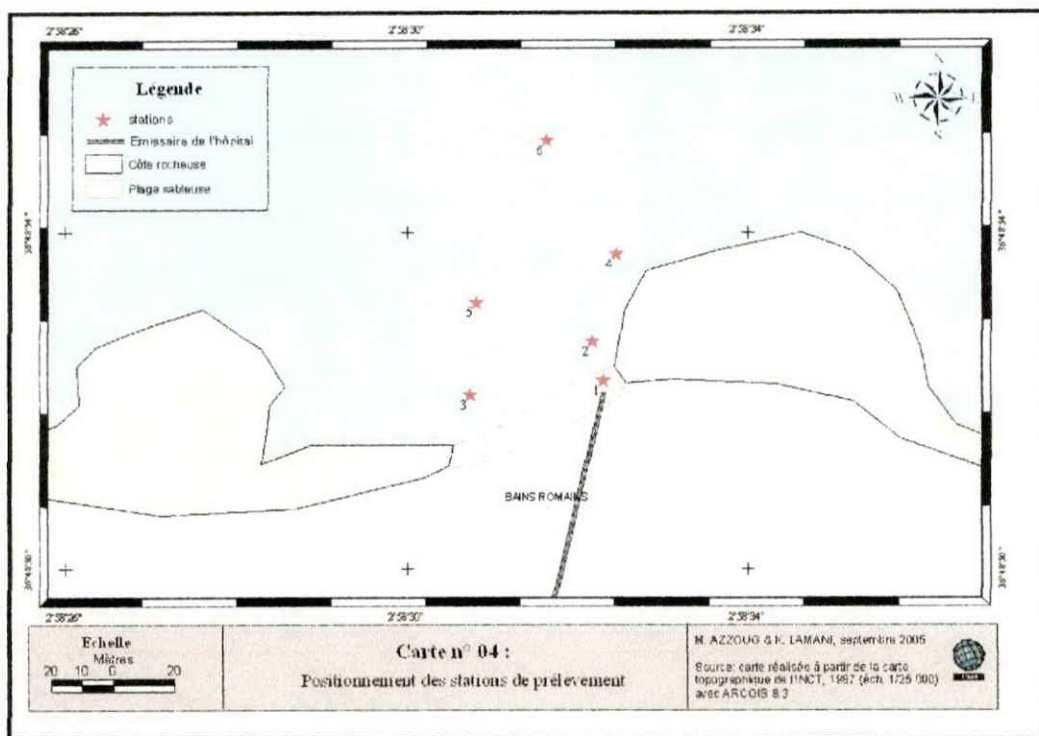 2°58'26"
2°58'30
2°58'34
Légende
stations
Emissaire de l'hôpital
Côte rocheuse
Plage sableuse
W
E
6
4
5
2
1
3
BAINS ROMAINS
2°58'26"
2°58'30
2°58'34
Echelle
Mètres
20 10 0 20
Carte n° 04 :
Positionnement des stations de prélèvement
M. AZZOUG & K. LAMANI, septembre 2005
Source: carte réalisée à partir de la carte
topographique de l'INCT, 1987 (éch. 1/25 000)
avec ARCGIS 8.3